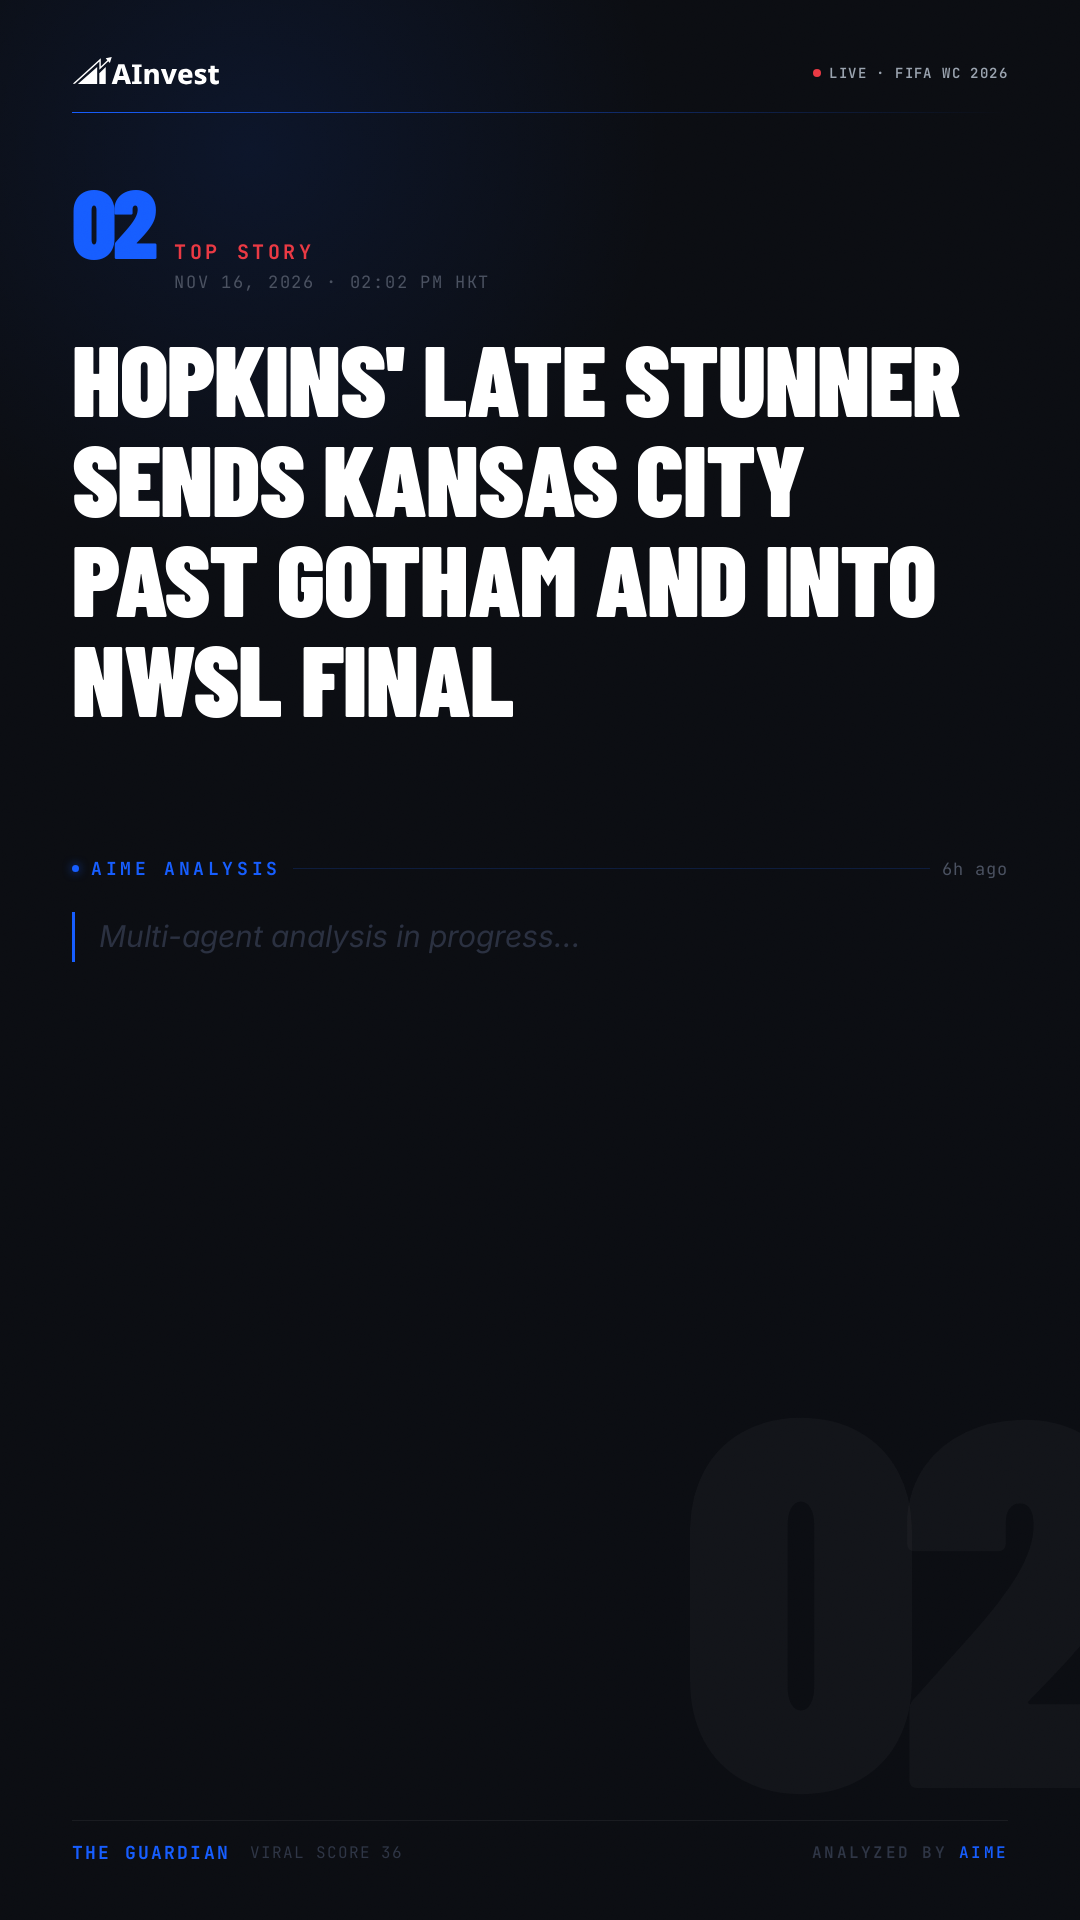 AInvest
LIVE · FIFA WC 2026
02
TOP STORY
NOV 16, 2026 · 02:02 PM HKT
HOPKINS' LATE STUNNER
SENDS KANSAS CITY
PAST GOTHAM AND INTO
NWSL FINAL
AIME ANALYSIS
6h ago
Multi-agent analysis in progress...
02
THE GUARDIAN VIRAL SCORE 36
ANALYZED BY AIME